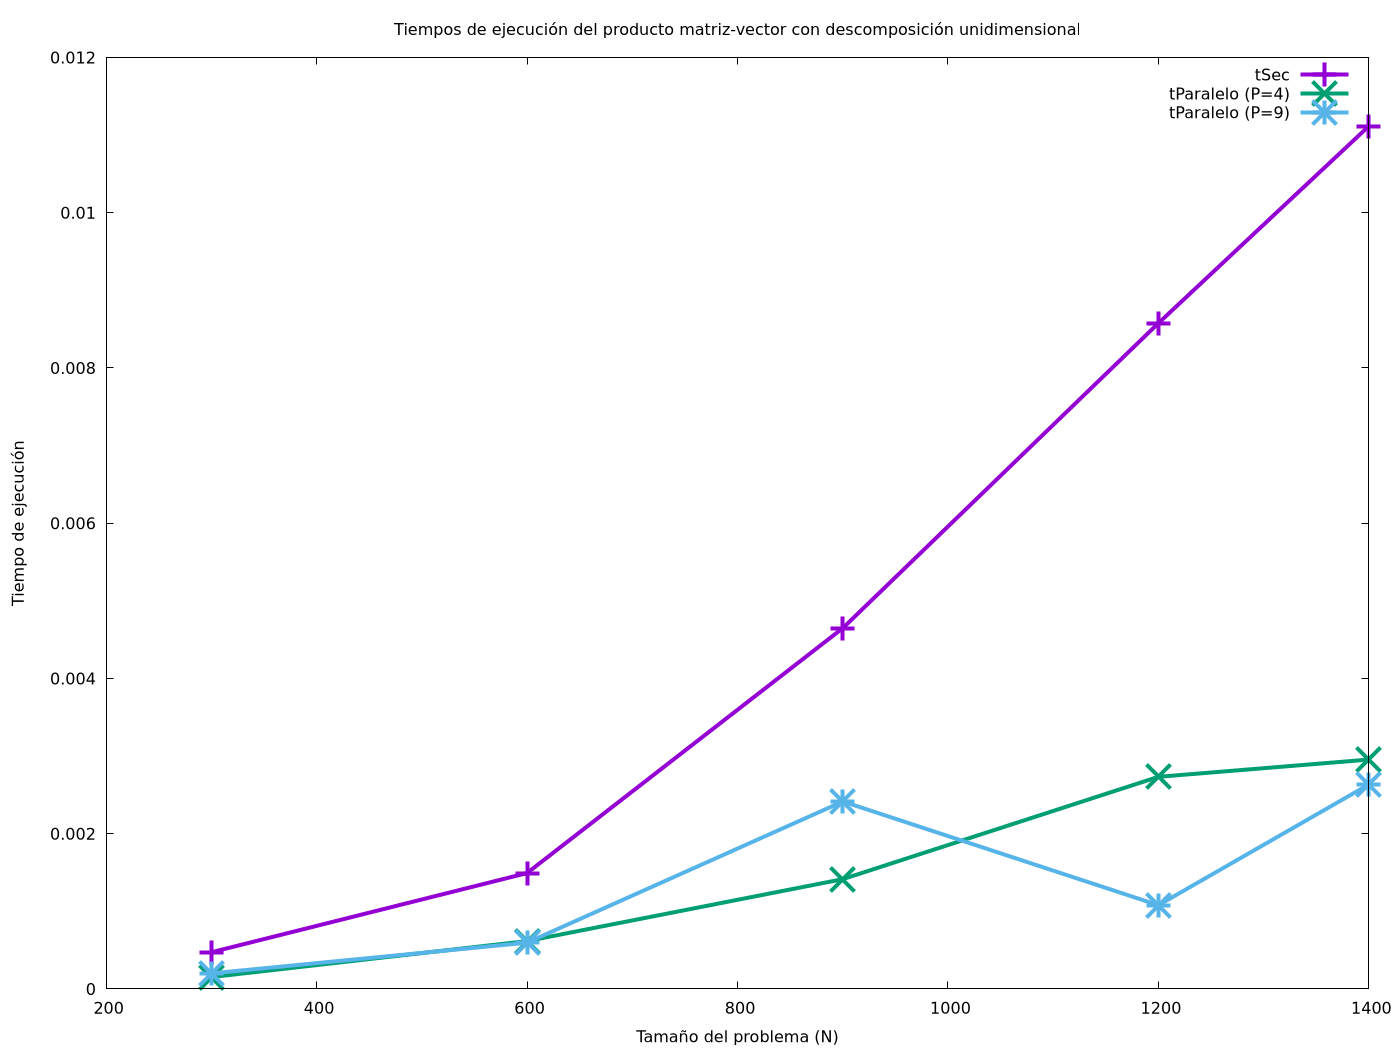 Tiempos de ejecución del producto matriz-vector con descomposición unidimensional
0.012
0.01
0.008
0.006
0.004
0.002
0
Tiempo de ejecución
tSec
tParalelo (P=4)
tParalelo (P=9)
200 400 600 800 1000 1200 1400
Tamaño del problema (N)